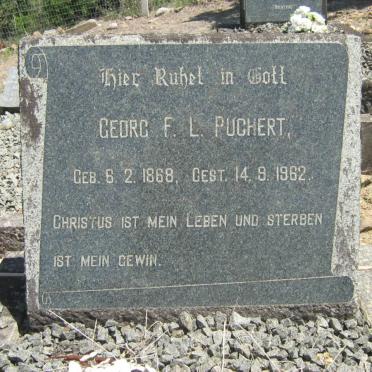 Hier Ruhet in Gott
GEORG F. L. PUCHERT,
GEB. 6. 2. 1868, GEST. 14. 9. 1962.
CHRISTUS IST MEIN LEBEN UND STERBEN
IST MEIN GEWIN.